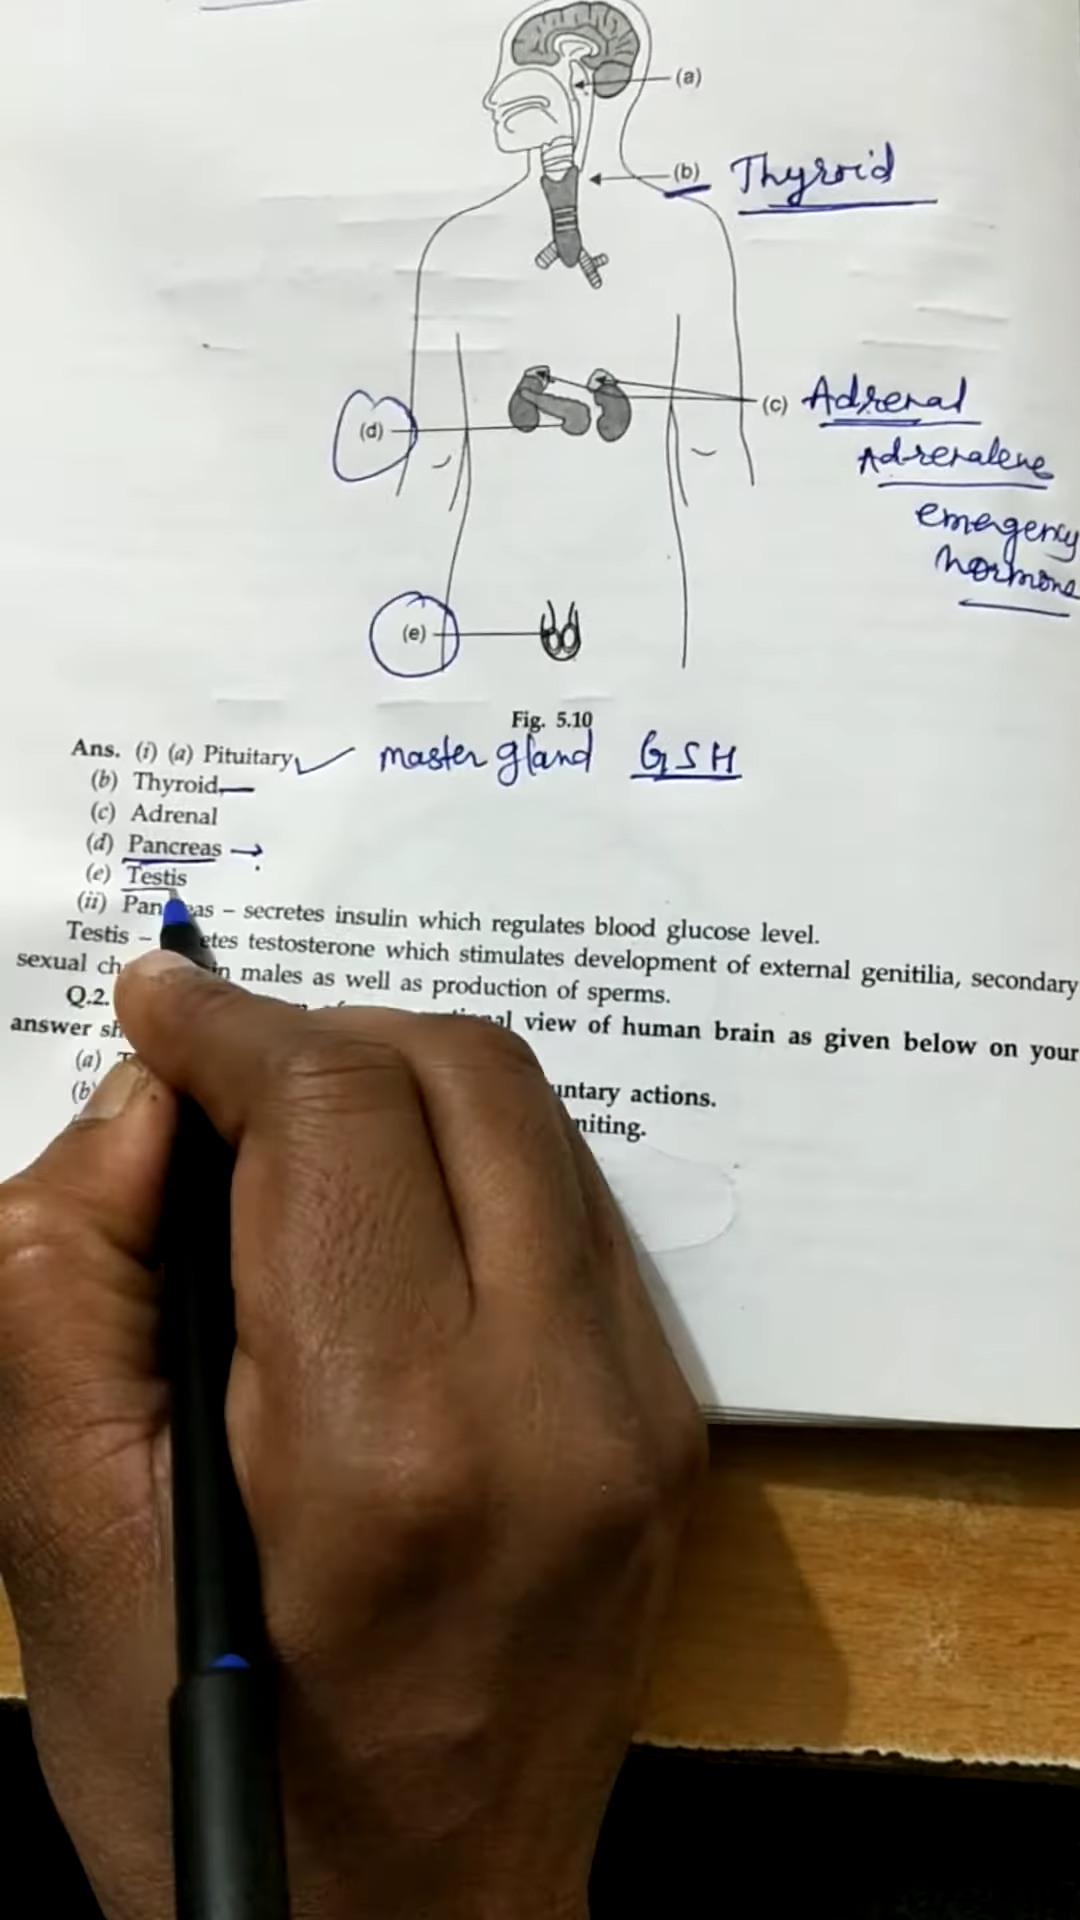 (a)
(b) Thyroid
(c) Adrenal
Adrenalene
emergency
hormone
(d)
(e)
Fig. 5.10
Ans. (i) (a) Pituitary master gland GSH
(b) Thyroid
(c) Adrenal
(d) Pancreas →
(e) Testis
(ii) Pan as – secretes insulin which regulates blood glucose level.
Testis – etes testosterone which stimulates development of external genitilia, secondary
sexual ch in males as well as production of sperms.
Q.2. view of human brain as given below on your
answer sh
(a)
(b) untary actions.
miting.